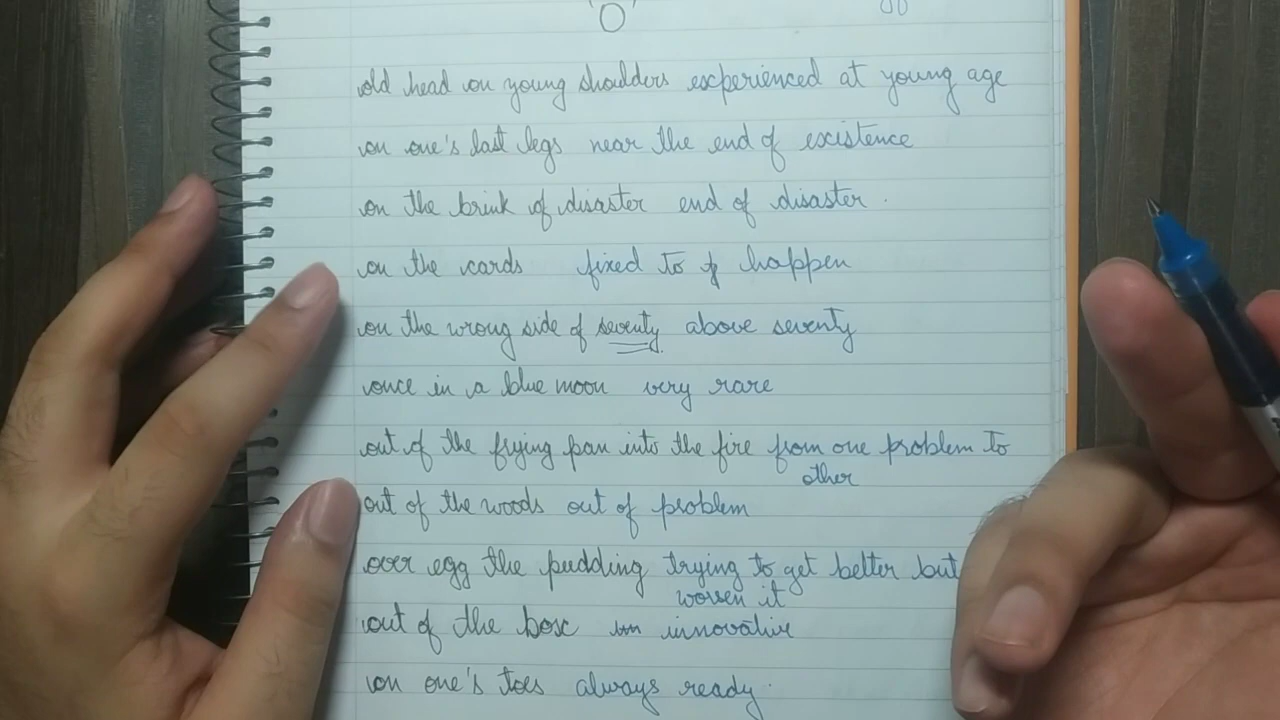 'O'
old head on young shoulders experienced at young age
on one's last legs near the end of existence
on the brink of disaster end of disaster.
on the cards fixed to happen
on the wrong side of seventy above seventy
once in a blue moon very rare
out of the frying pan into the fire from one problem to
other
out of the woods out of problem
over egg the pudding trying to get better but
worsen it
out of the box innovative
on one's toes always ready.